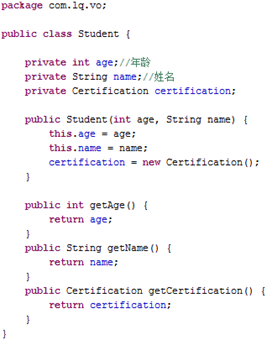 package com.lq.vo;
public class Student {
private int age;//年龄
private String name;//姓名
private Certification certification;
public Student(int age, String name) {
this.age = age;
this.name = name;
certification = new Certification();
}
public int getAge() {
return age;
}
public String getName() {
return name;
}
public Certification getCertification() {
return certification;
}
}